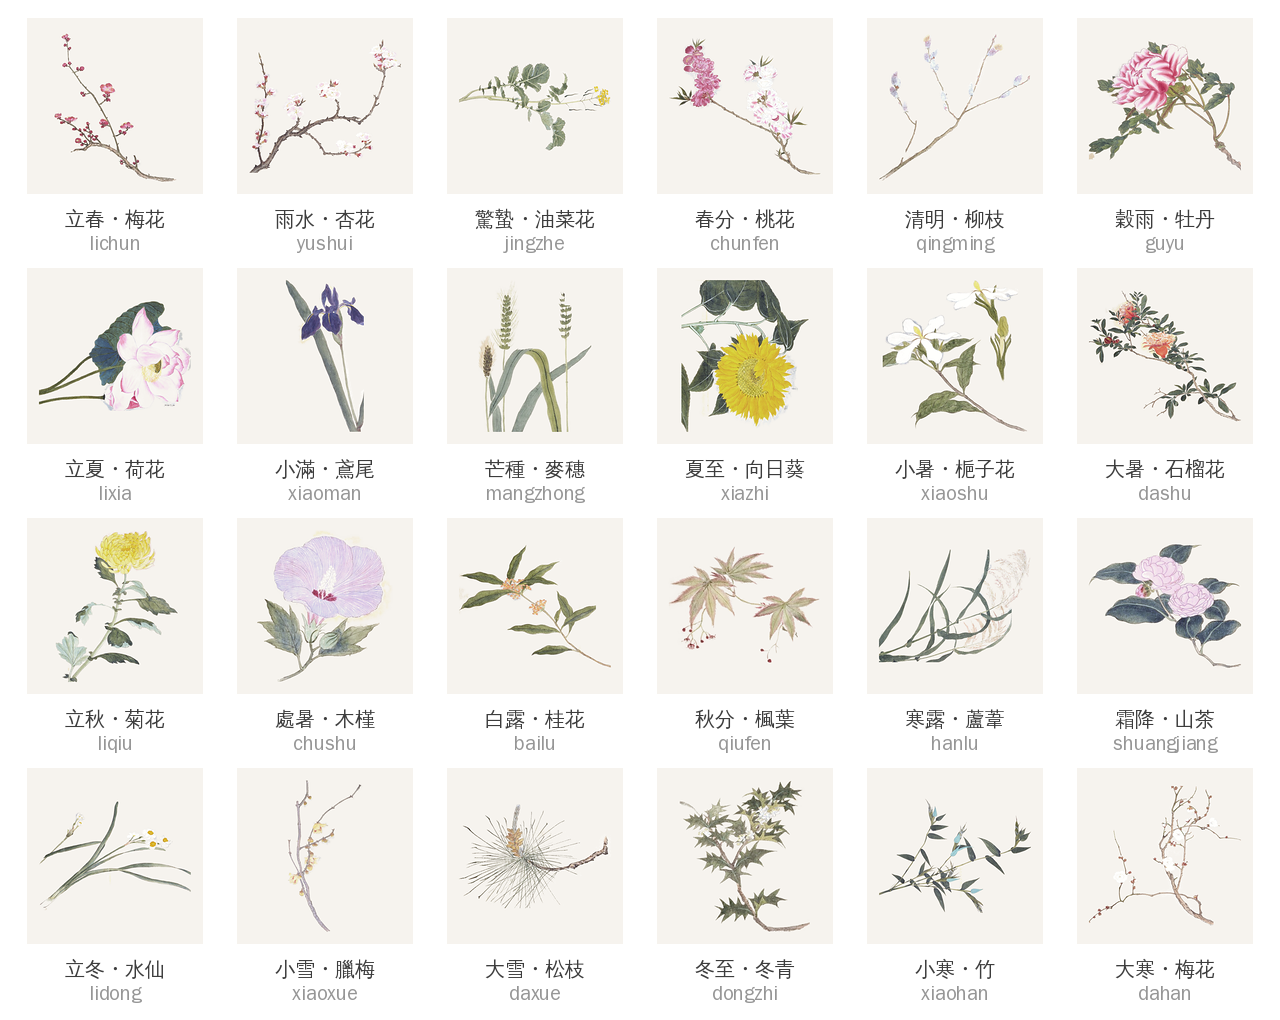 立春・梅花
lichun
雨水・杏花
yushui
驚蟄・油菜花
jingzhe
春分・桃花
chunfen
清明・柳枝
qingming
穀雨・牡丹
guyu
立夏・荷花
lixia
小滿・鳶尾
xiaoman
芒種・麥穗
mangzhong
夏至・向日葵
xiazhi
小暑・梔子花
xiaoshu
大暑・石榴花
dashu
立秋・菊花
liqiu
處暑・木槿
chushu
白露・桂花
bailu
秋分・楓葉
qiufen
寒露・蘆葦
hanlu
霜降・山茶
shuangjiang
立冬・水仙
lidong
小雪・臘梅
xiaoxue
大雪・松枝
daxue
冬至・冬青
dongzhi
小寒・竹
xiaohan
大寒・梅花
dahan